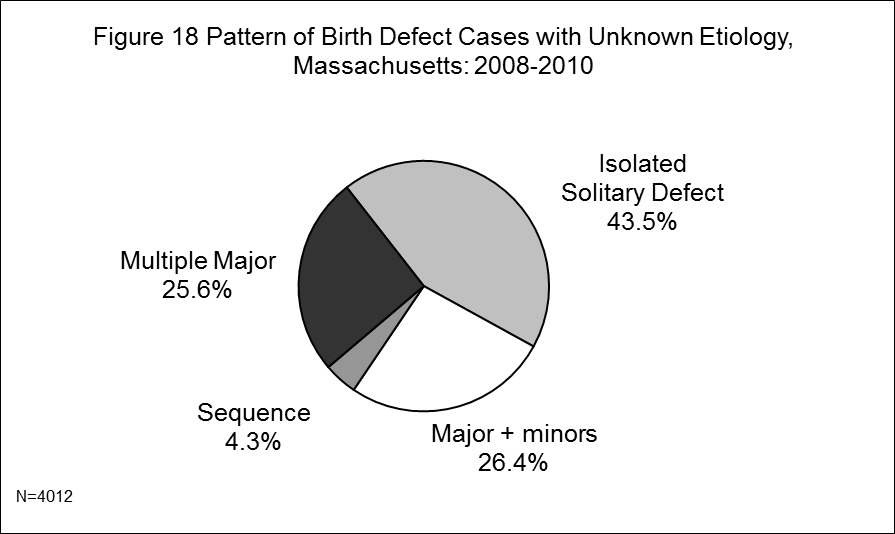 Figure 18 Pattern of Birth Defect Cases with Unknown Etiology,
Massachusetts: 2008-2010
Isolated
Solitary Defect
43.5%
Multiple Major
25.6%
Sequence
4.3%
Major + minors
26.4%
N=4012